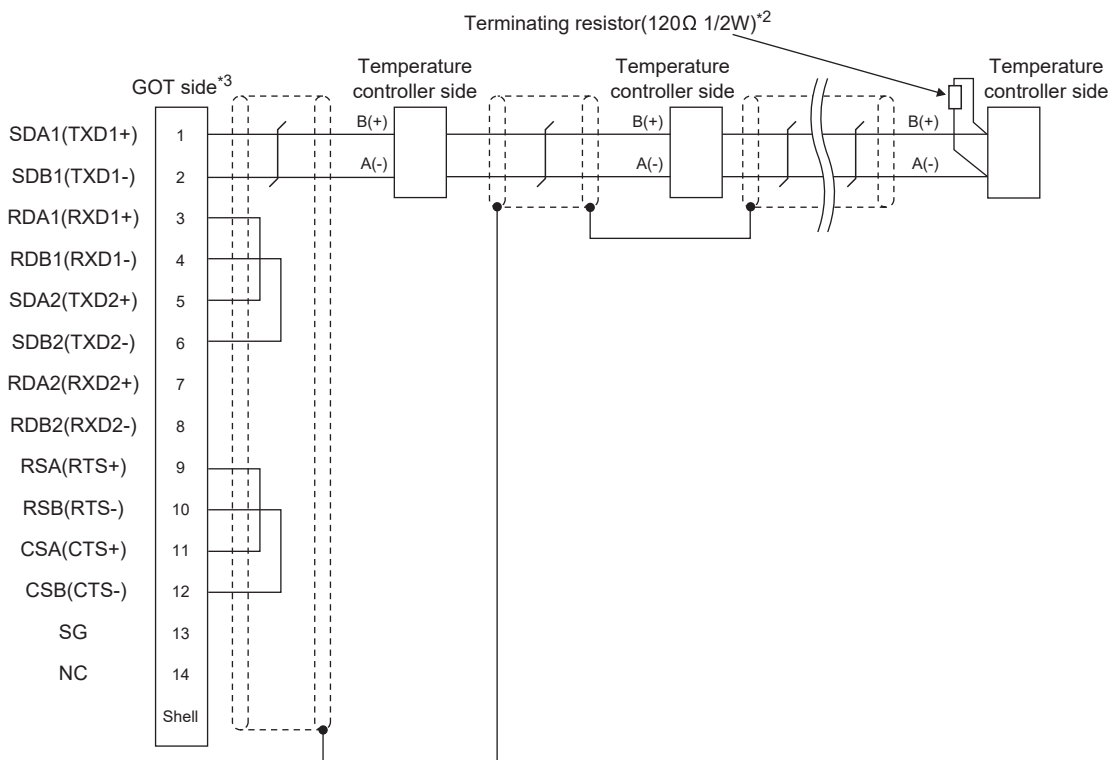 Terminating resistor(120Ω 1/2W)*2
GOT side*3
Temperature
controller side
Temperature
controller side
Temperature
controller side
SDA1(TXD1+) 1 B(+) B(+) B(+)
SDB1(TXD1-) 2 A(-) A(-) A(-)
RDA1(RXD1+) 3
RDB1(RXD1-) 4
SDA2(TXD2+) 5
SDB2(TXD2-) 6
RDA2(RXD2+) 7
RDB2(RXD2-) 8
RSA(RTS+) 9
RSB(RTS-) 10
CSA(CTS+) 11
CSB(CTS-) 12
SG 13
NC 14
Shell